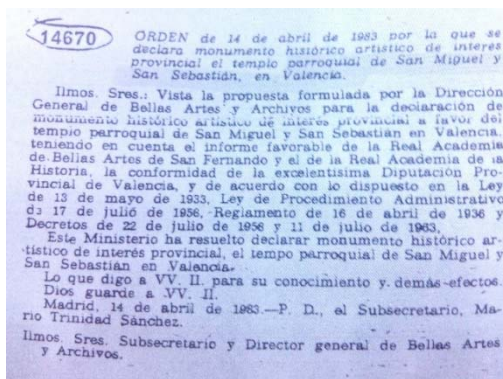 14670
ORDEN de 14 de abril de 1983 por la que se
declara monumento histórico artístico de interés
provincial el templo parroquial de San Miguel y
San Sebastián, en Valencia.
Ilmos. Sres.: Vista la propuesta formulada por la Dirección
General de Bellas Artes y Archivos para la declaración de
monumento histórico artístico de interés provincial a favor del
templo parroquial de San Miguel y San Sebastián en Valencia,
teniendo en cuenta el informe favorable de la Real Academia
de Bellas Artes de San Fernando y el de la Real Academia de la
Historia, la conformidad de la excelentísima Diputación Pro-
vincial de Valencia, y de acuerdo con lo dispuesto en la Ley
de 13 de mayo de 1933, Ley de Procedimiento Administrativo
de 17 de julio de 1956, Reglamento de 16 de abril de 1936 y
Decretos de 22 de julio de 1956 y 11 de julio de 1963,
Este Ministerio ha resuelto declarar monumento histórico ar-
tístico de interés provincial, el tempo parroquial de San Miguel y
San Sebastián en Valencia.
Lo que digo a VV. II. para su conocimiento y demás efectos.
Dios guarde a VV. II.
Madrid, 14 de abril de 1983.—P. D., el Subsecretario, Ma-
rio Trinidad Sánchez.
Ilmos. Sres. Subsecretario y Director general de Bellas Artes
y Archivos.